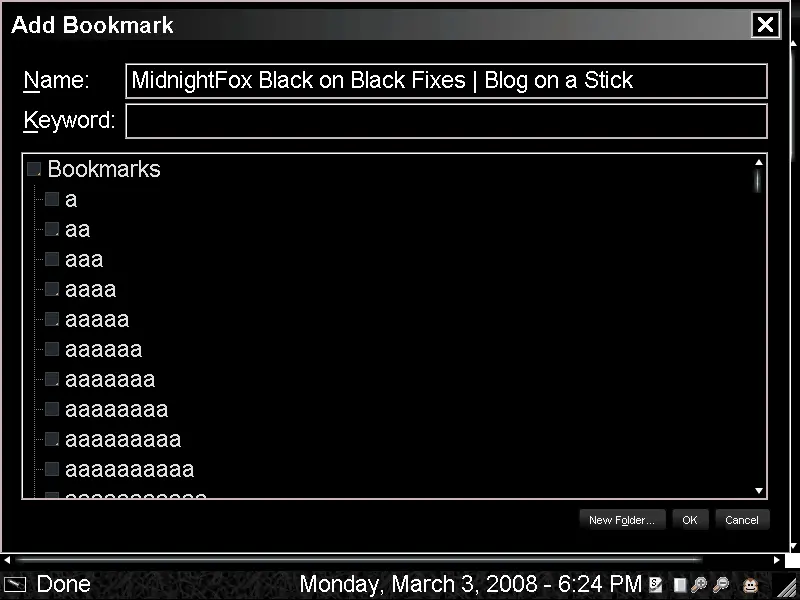 Add Bookmark
Name: MidnightFox Black on Black Fixes | Blog on a Stick
Keyword:
Bookmarks
a
aa
aaa
aaaa
aaaaa
aaaaaa
aaaaaaa
aaaaaaaa
aaaaaaaaa
aaaaaaaaaa
aaaaaaaaaaa
New Folder... OK Cancel
Done Monday, March 3, 2008 - 6:24 PM